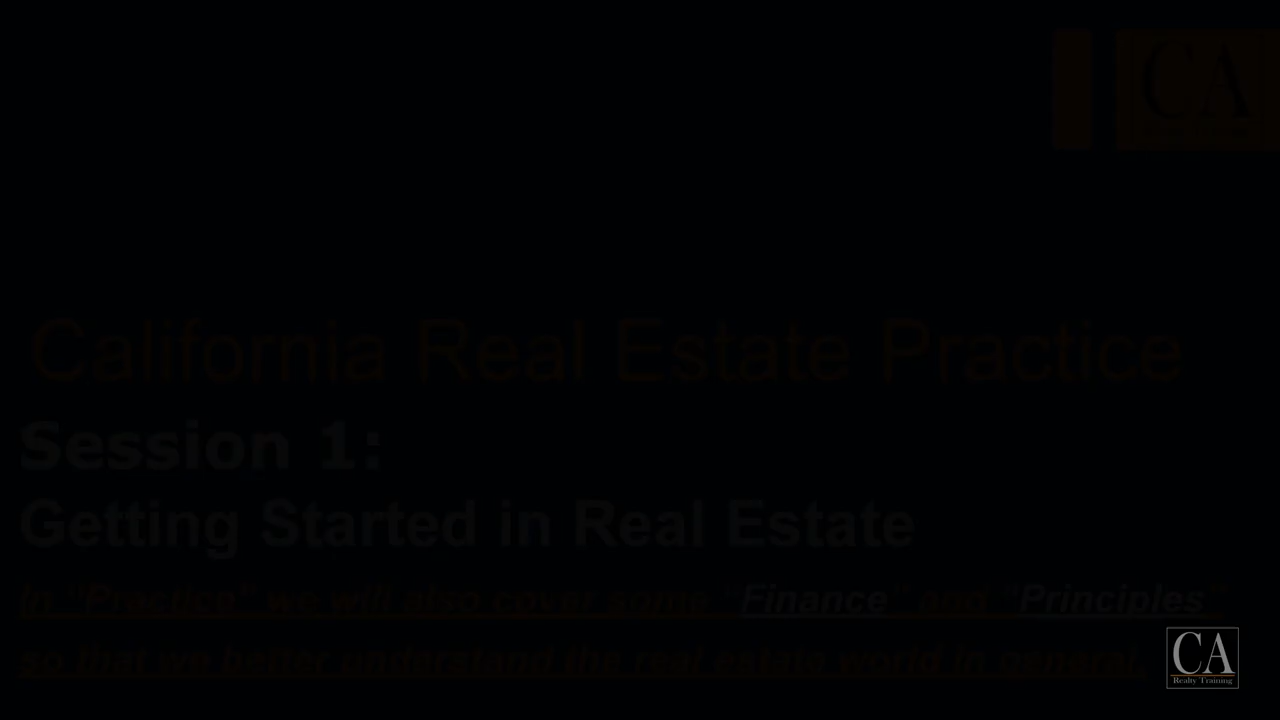 CA
California Real Estate Practice
Session 1:
Getting Started in Real Estate
In "Practice" we will also cover some "Finance" and "Principles"
so that we better understand the real estate world in general.
CA
Realty Training